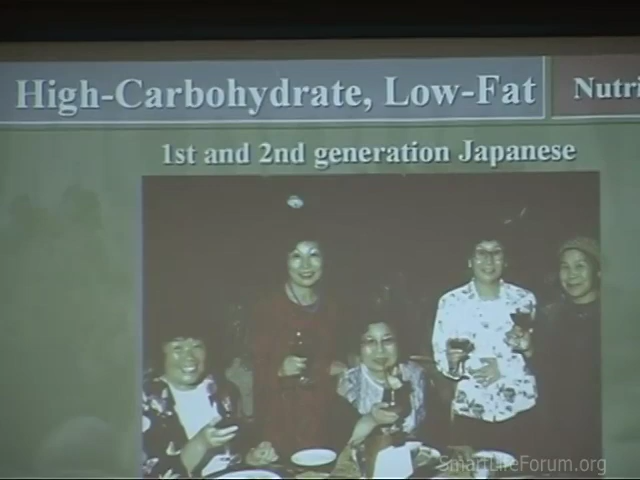 High-Carbohydrate, Low-Fat
Nutri
1st and 2nd generation Japanese
SmartLifeForum.org